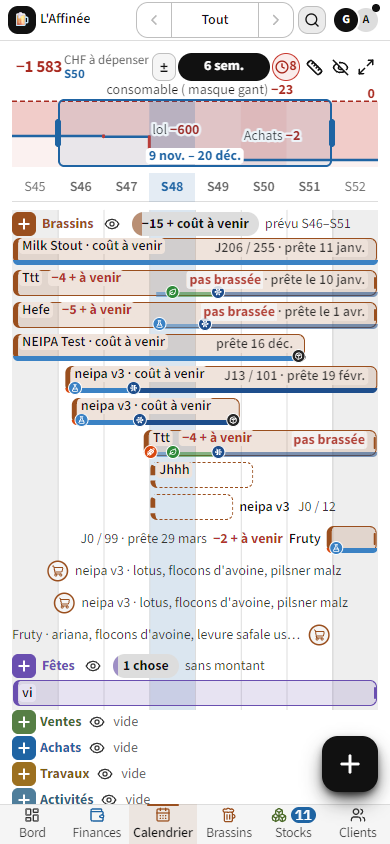 L'Affinée
Tout
G
A
−1 583 CHF à dépenser
S50
±
6 sem.
8
consomable ( masque gant) −23
0
lol −600
Achats −2
9 nov. – 20 déc.
S45 S46 S47 S48 S49 S50 S51 S52
Brassins −15 + coût à venir prévu S46–S51
Milk Stout · coût à venir J206 / 255 · prête 11 janv.
Ttt −4 + à venir pas brassée · prête le 10 janv.
Hefe −5 + à venir pas brassée · prête le 1 avr.
NEIPA Test · coût à venir prête 16 déc.
neipa v3 · coût à venir J13 / 101 · prête 19 févr.
neipa v3 · coût à venir
Ttt −4 + à venir pas brassée
Jhhh
neipa v3 J0 / 12
J0 / 99 · prête 29 mars −2 + à venir Fruty
neipa v3 · lotus, flocons d'avoine, pilsner malz
neipa v3 · lotus, flocons d'avoine, pilsner malz
Fruty · ariana, flocons d'avoine, levure safale us…
Fêtes 1 chose sans montant
vi
Ventes vide
Achats vide
Travaux vide
Activités vide
Bord Finances Calendrier Brassins Stocks 11 Clients